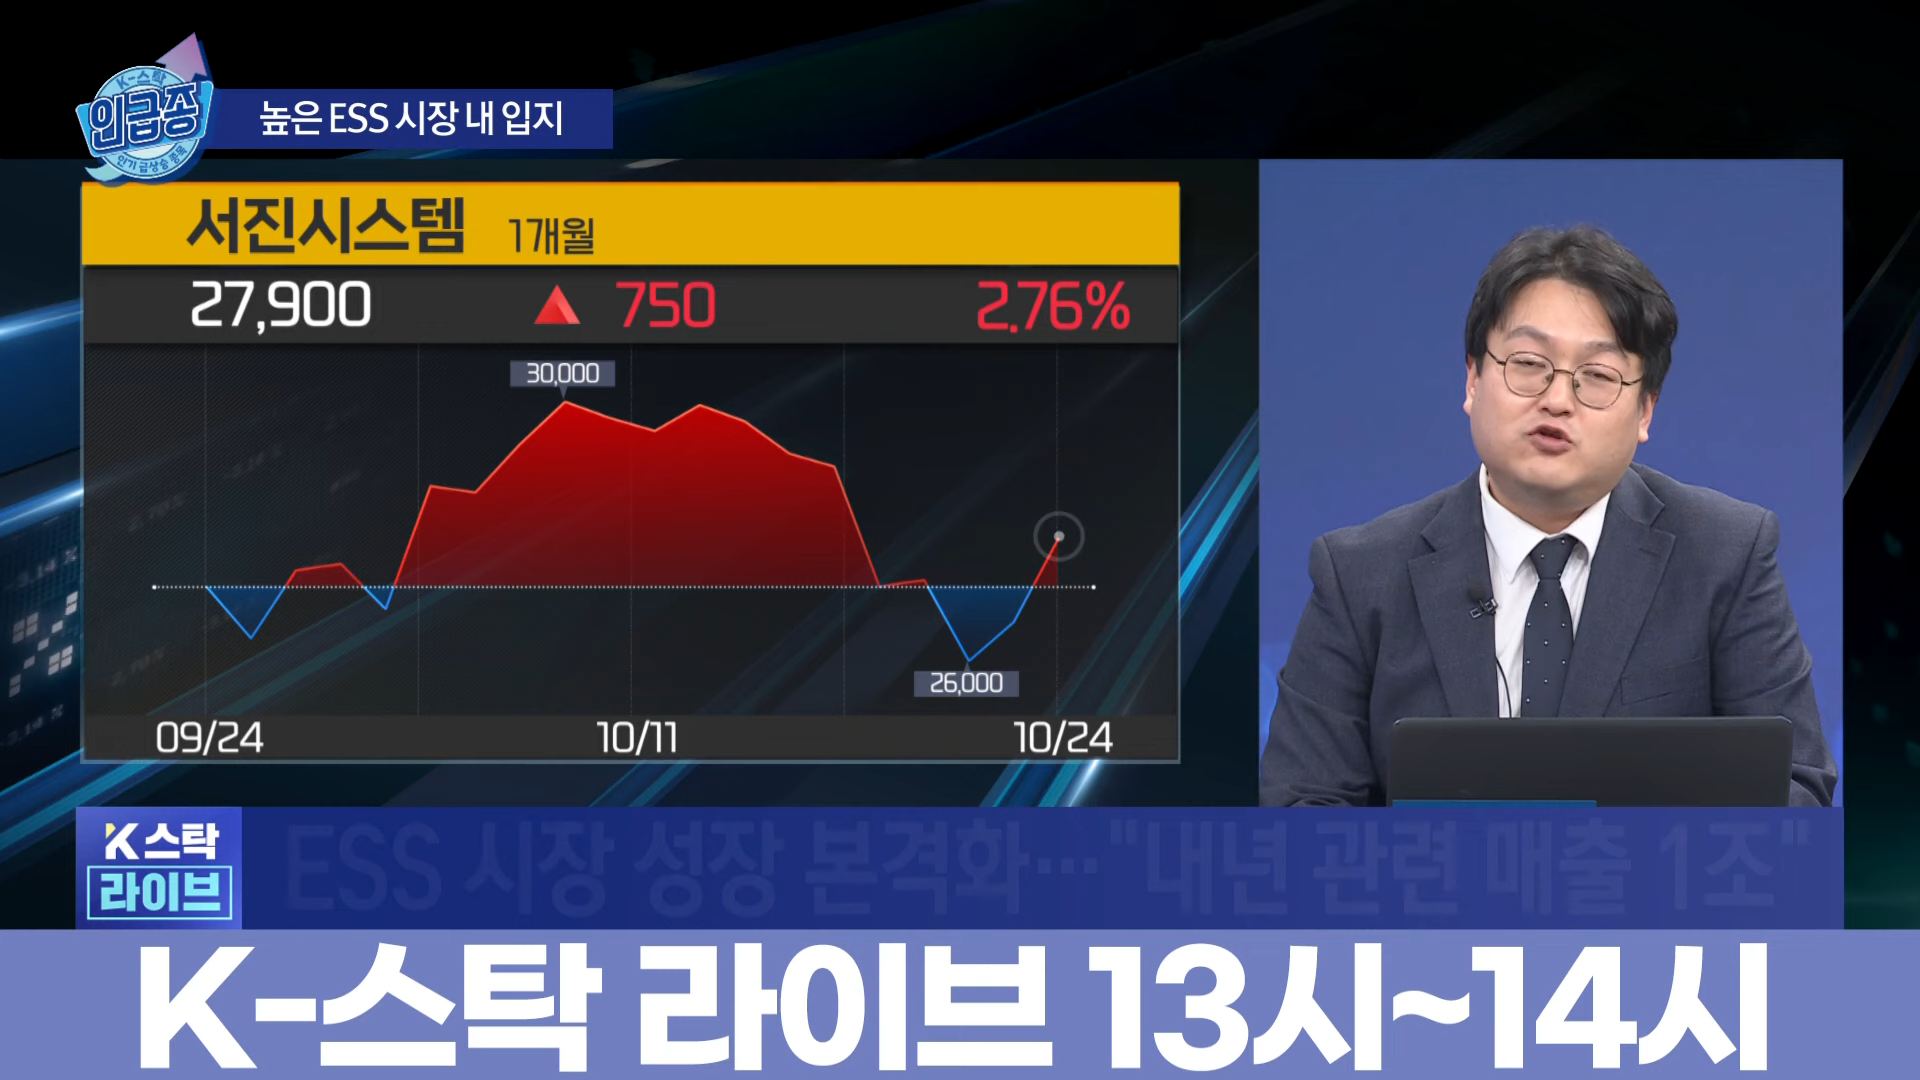 K-스탁
인급종
인기 급상승 종목
높은 ESS 시장 내 입지
서진시스템 1개월
27,900 ▲ 750 2.76%
30,000
26,000
09/24 10/11 10/24
K스탁
라이브
ESS 시장 성장 본격화…"내년 관련 매출 1조"
K-스탁 라이브 13시~14시